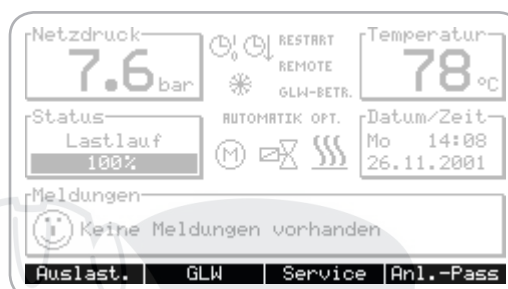 Netzdruck
7.6 bar
RESTART
REMOTE
GLW-BETR.
AUTOMATIK OPT.
Temperatur
78 °C
Status
Lastlauf
100%
M
Datum/Zeit
Mo 14:08
26.11.2001
Meldungen
i Keine Meldungen vorhanden
Auslast. GLW Service Anl.-Pass